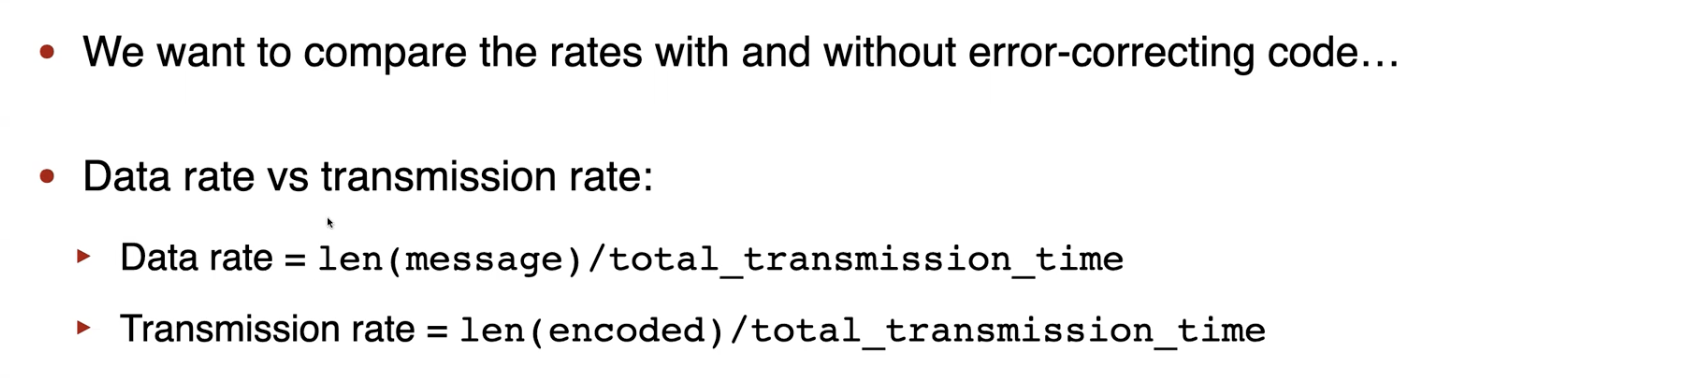 • We want to compare the rates with and without error-correcting code…
• Data rate vs transmission rate:
▸ Data rate = len(message)/total_transmission_time
▸ Transmission rate = len(encoded)/total_transmission_time